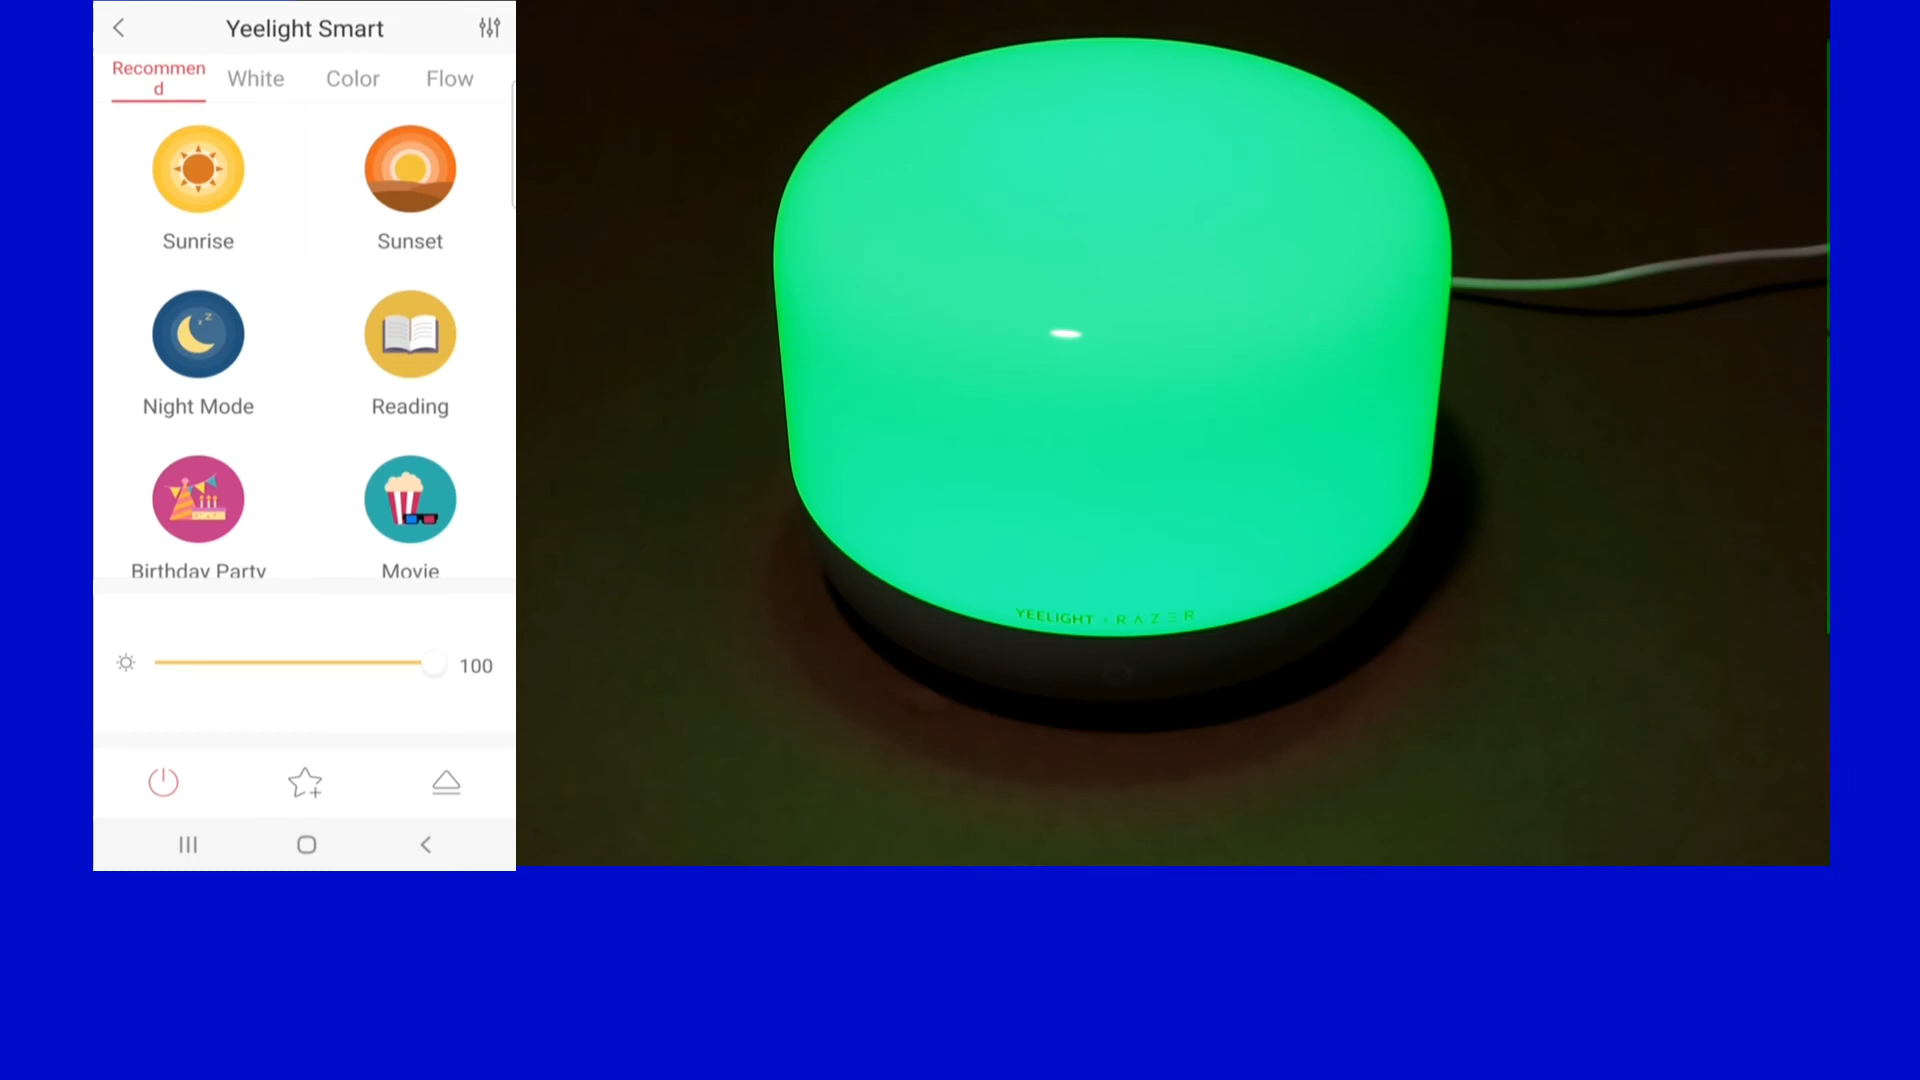 Yeelight Smart
Recommen
d
White
Color
Flow
Sunrise
Sunset
Night Mode
Reading
Birthday Party
Movie
100
YEELIGHT · RAZER